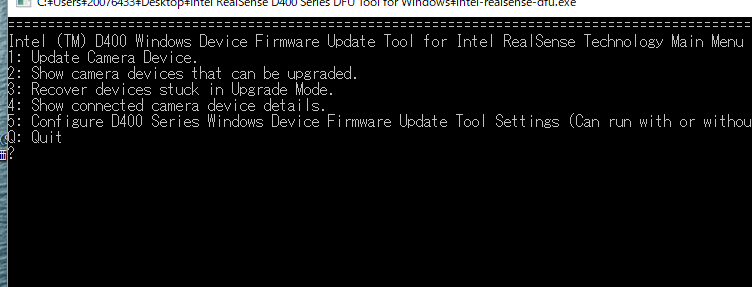 C:¥Users¥20076433¥Desktop¥Intel RealSense D400 Series DFU Tool for Windows¥intel-realsense-dfu.exe
================================================================================
Intel (TM) D400 Windows Device Firmware Update Tool for Intel RealSense Technology Main Menu
1: Update Camera Device.
2: Show camera devices that can be upgraded.
3: Recover devices stuck in Upgrade Mode.
4: Show connected camera device details.
5: Configure D400 Series Windows Device Firmware Update Tool Settings (Can run with or withou
Q: Quit
?